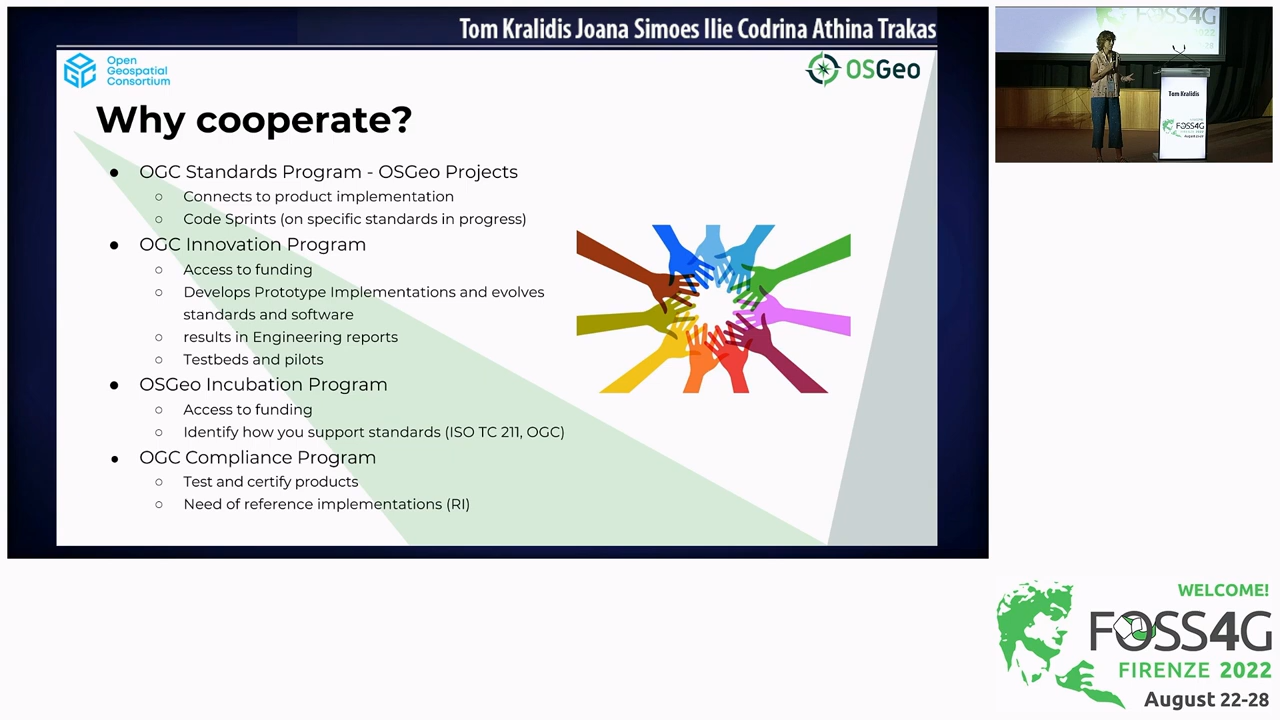 Tom Kralidis Joana Simoes Ilie Codrina Athina Trakas
Open
Geospatial
Consortium
OSGeo
Why cooperate?
● OGC Standards Program - OSGeo Projects
○ Connects to product implementation
○ Code Sprints (on specific standards in progress)
● OGC Innovation Program
○ Access to funding
○ Develops Prototype Implementations and evolves
standards and software
○ results in Engineering reports
○ Testbeds and pilots
● OSGeo Incubation Program
○ Access to funding
○ Identify how you support standards (ISO TC 211, OGC)
● OGC Compliance Program
○ Test and certify products
○ Need of reference implementations (RI)
FOSS4G
2022
Tom Kralidis
FOSS4G
WELCOME!
FOSS4G
FIRENZE 2022
August 22-28